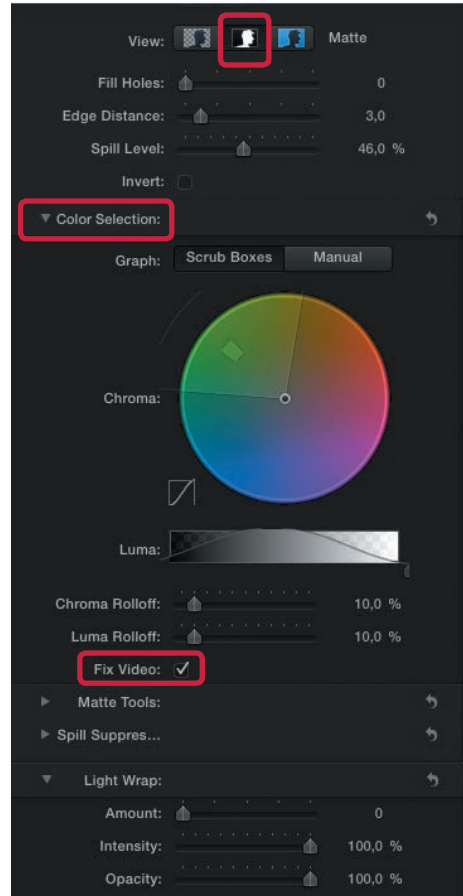 View: Matte
Fill Holes: 0
Edge Distance: 3,0
Spill Level: 46,0 %
Invert:
Color Selection:
Graph: Scrub Boxes Manual
Chroma:
Luma:
Chroma Rolloff: 10,0 %
Luma Rolloff: 10,0 %
Fix Video:
Matte Tools:
Spill Suppres...
Light Wrap:
Amount: 0
Intensity: 100,0 %
Opacity: 100,0 %